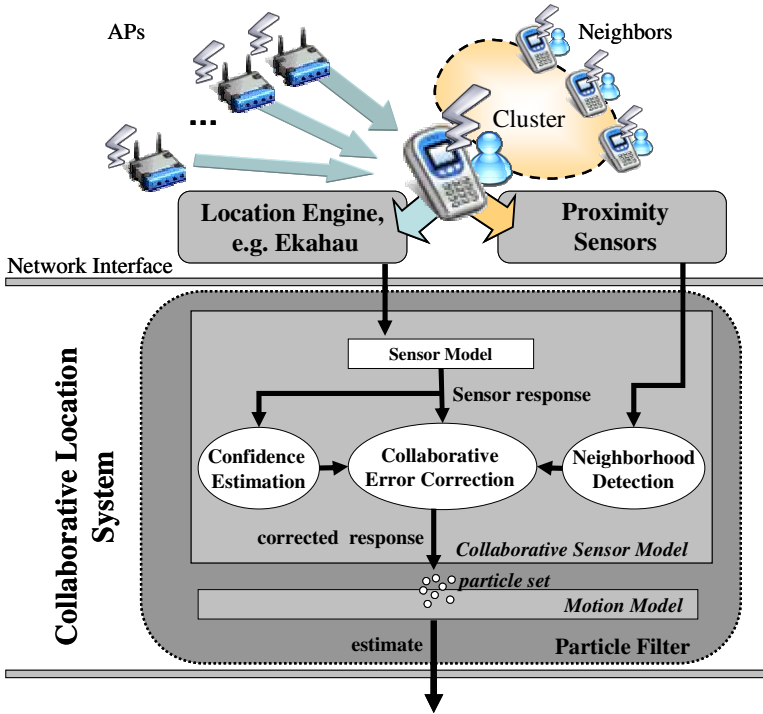 APs
Neighbors
Cluster
...
Location Engine,
e.g. Ekahau
Proximity
Sensors
Network Interface
Collaborative Location
System
Sensor Model
Sensor response
Confidence
Estimation
Collaborative
Error Correction
Neighborhood
Detection
corrected response
Collaborative Sensor Model
particle set
Motion Model
estimate
Particle Filter